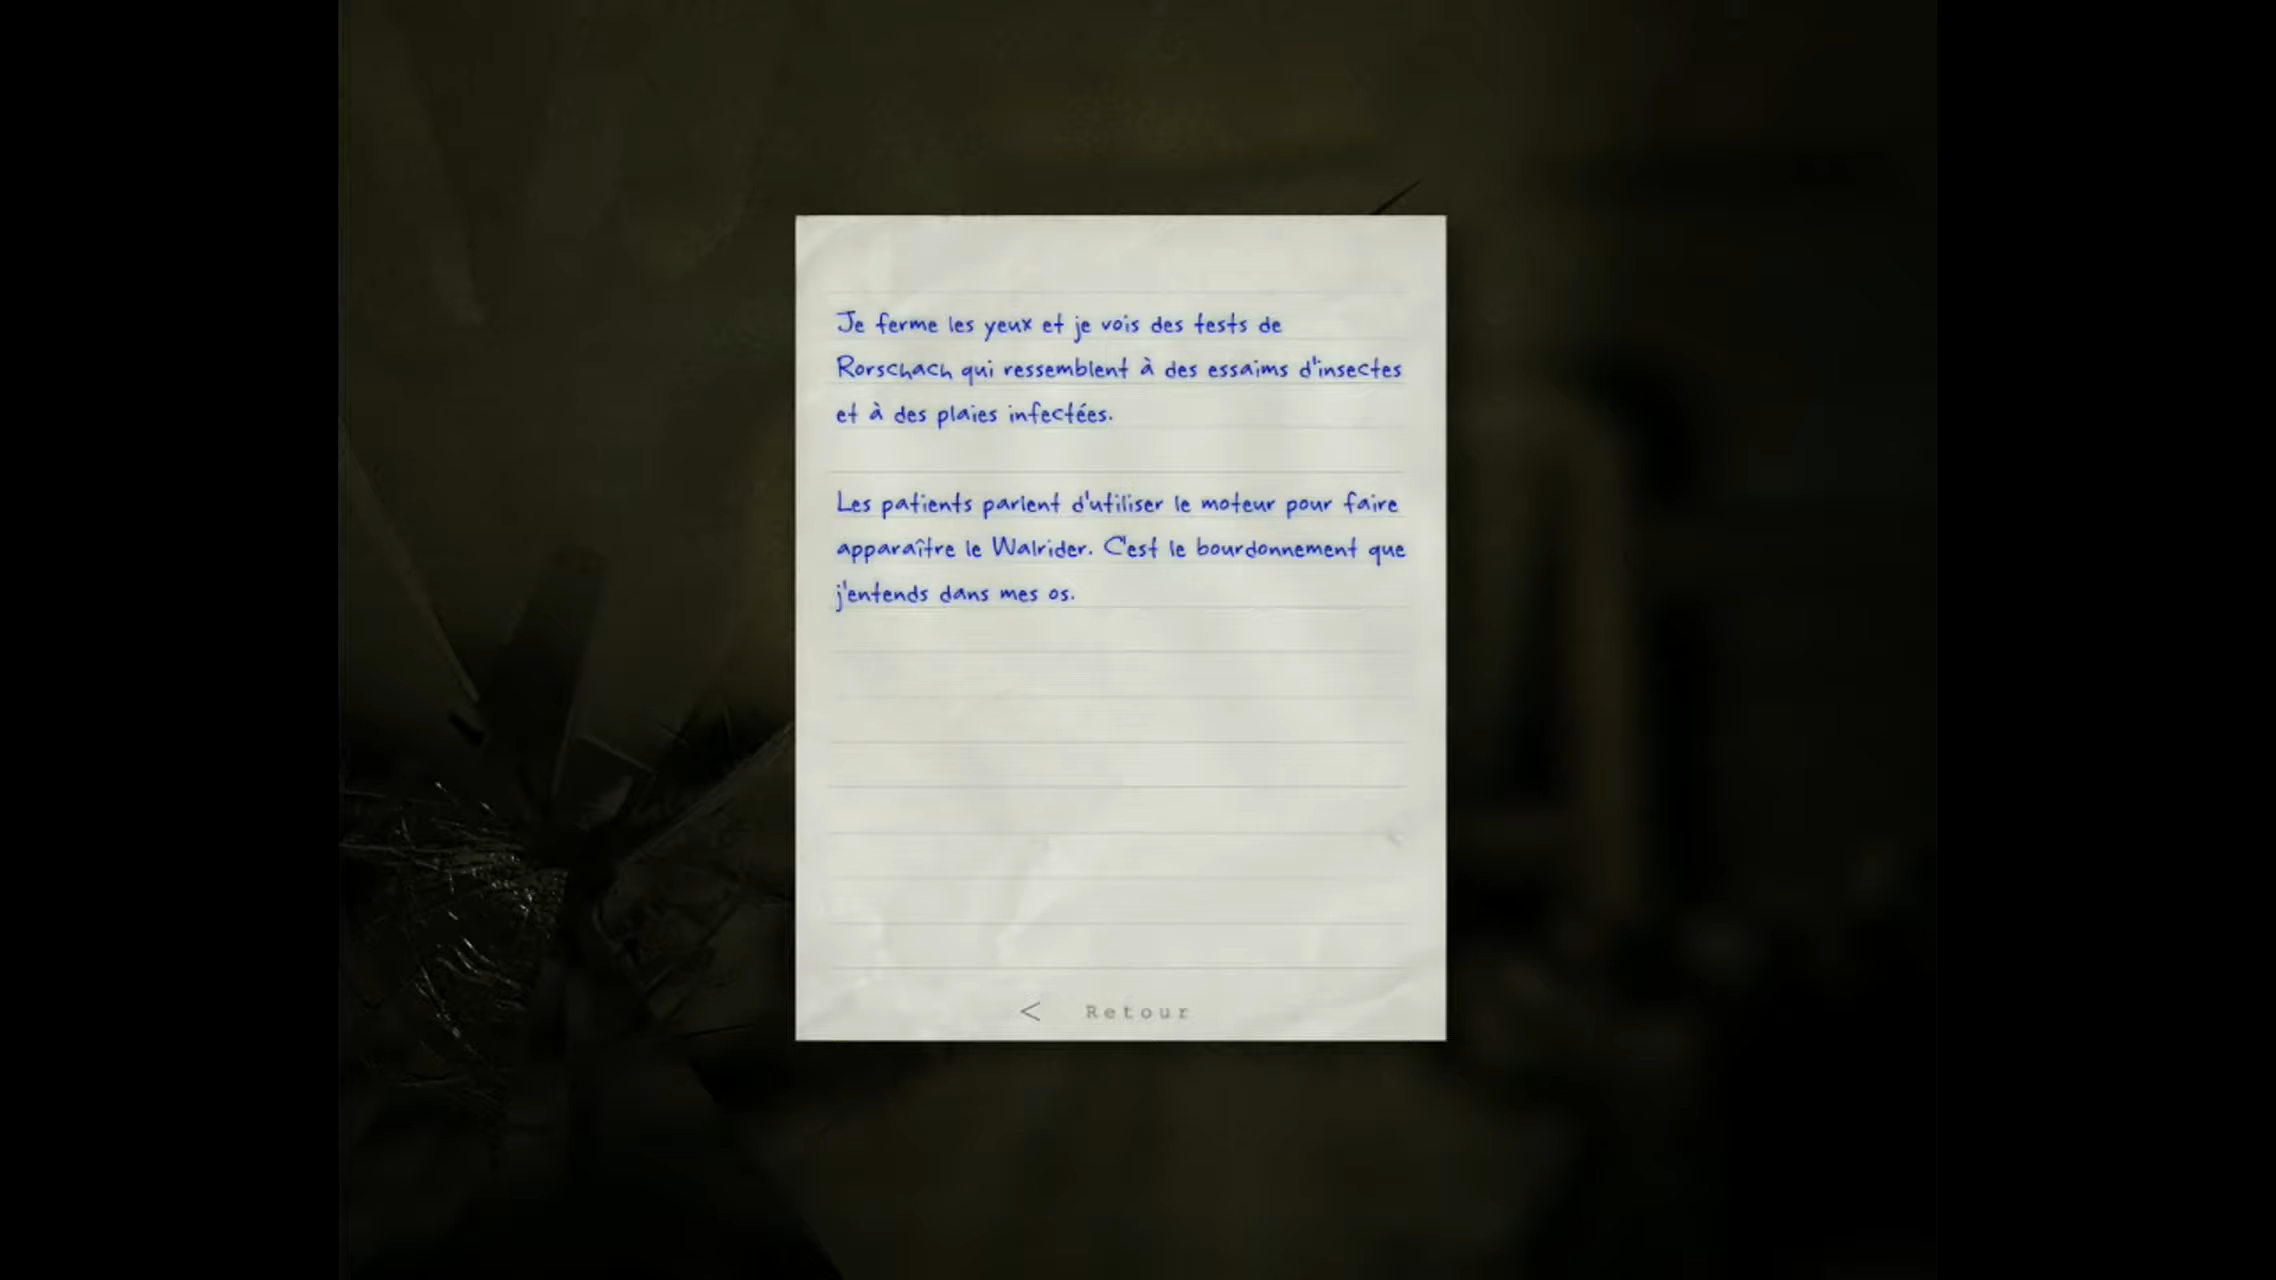 Je ferme les yeux et je vois des tests de
Rorschach qui ressemblent à des essaims d'insectes
et à des plaies infectées.
Les patients parlent d'utiliser le moteur pour faire
apparaître le Walrider. C'est le bourdonnement que
j'entends dans mes os.
< Retour